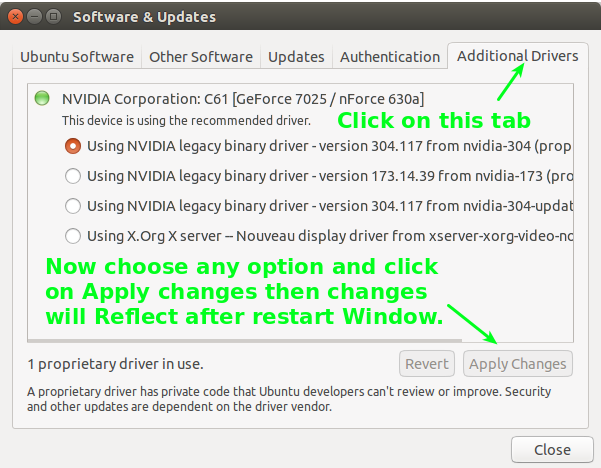 Software & Updates
Ubuntu Software Other Software Updates Authentication Additional Drivers
NVIDIA Corporation: C61 [GeForce 7025 / nForce 630a]
This device is using the recommended driver.
Click on this tab
Using NVIDIA legacy binary driver - version 304.117 from nvidia-304 (prop
Using NVIDIA legacy binary driver - version 173.14.39 from nvidia-173 (pro
Using NVIDIA legacy binary driver - version 304.117 from nvidia-304-updat
Using X.Org X server -- Nouveau display driver from xserver-xorg-video-no
Now choose any option and click
on Apply changes then changes
will Reflect after restart Window.
1 proprietary driver in use.
Revert Apply Changes
A proprietary driver has private code that Ubuntu developers can't review or improve. Security
and other updates are dependent on the driver vendor.
Close